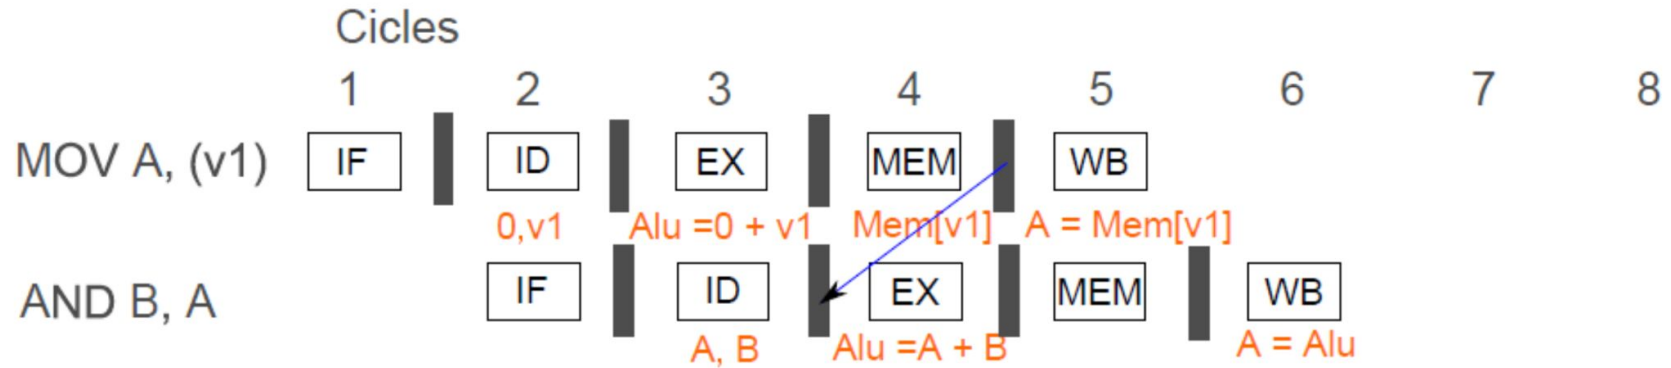 Cicles
1 2 3 4 5 6 7 8
MOV A, (v1) IF ID EX MEM WB
0,v1 Alu =0 + v1 Mem[v1] A = Mem[v1]
AND B, A IF ID EX MEM WB
A, B Alu =A + B A = Alu